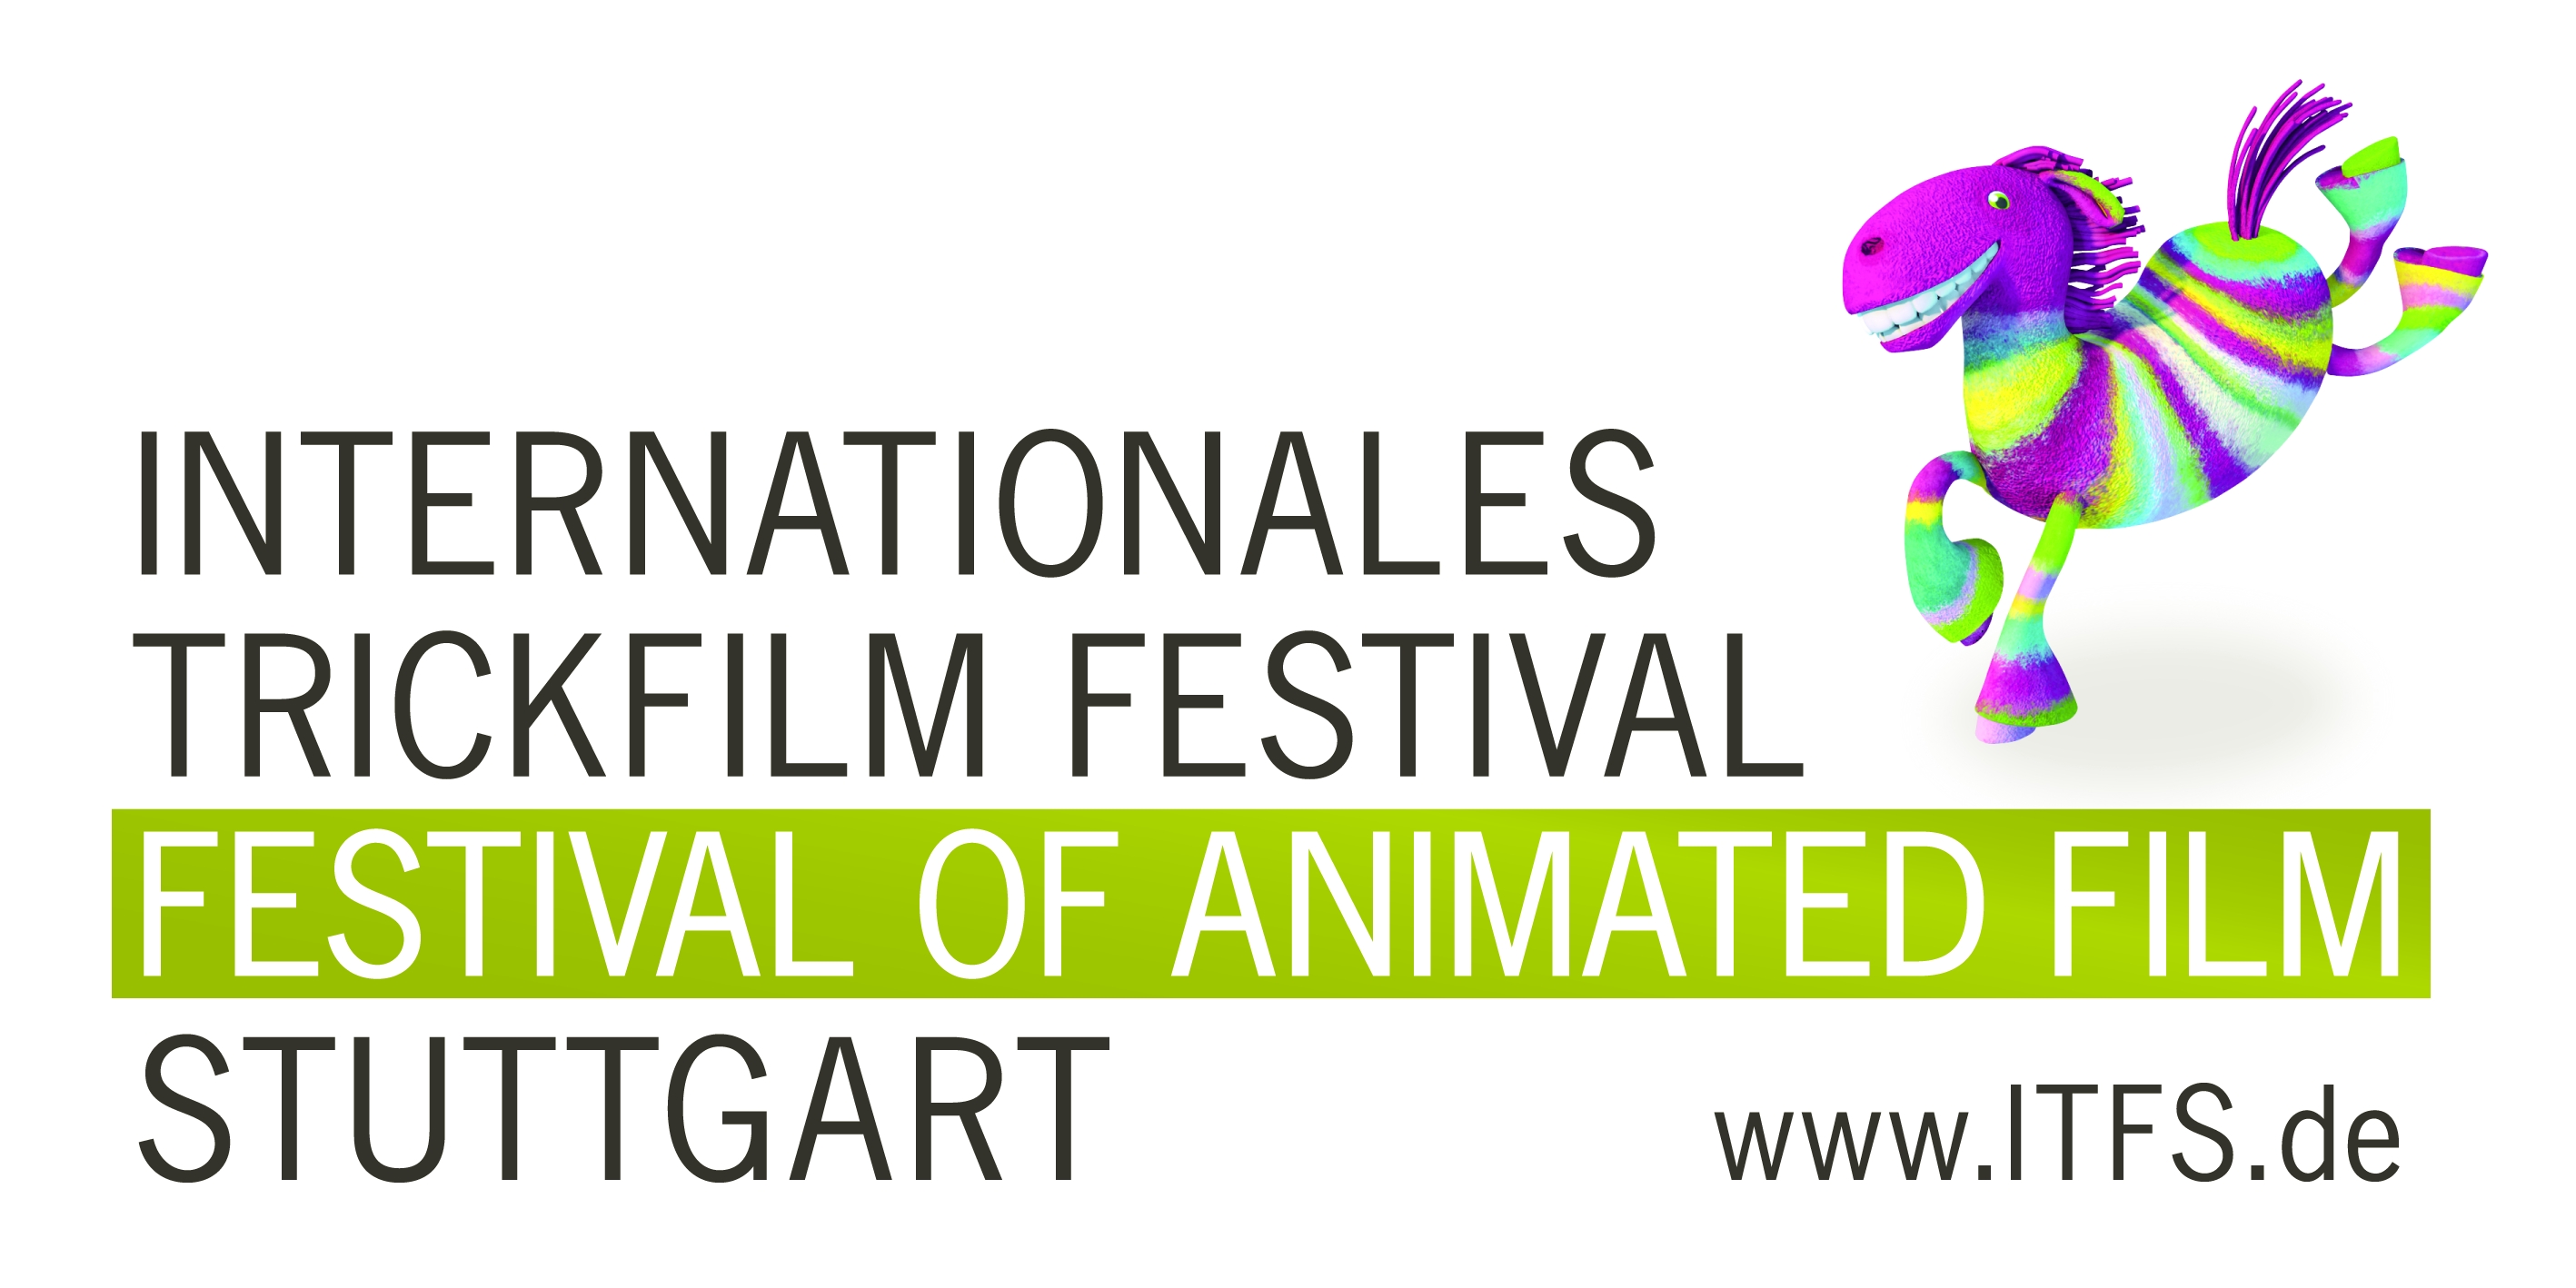 INTERNATIONALES
TRICKFILM FESTIVAL
FESTIVAL OF ANIMATED FILM
STUTTGART
www.ITFS.de